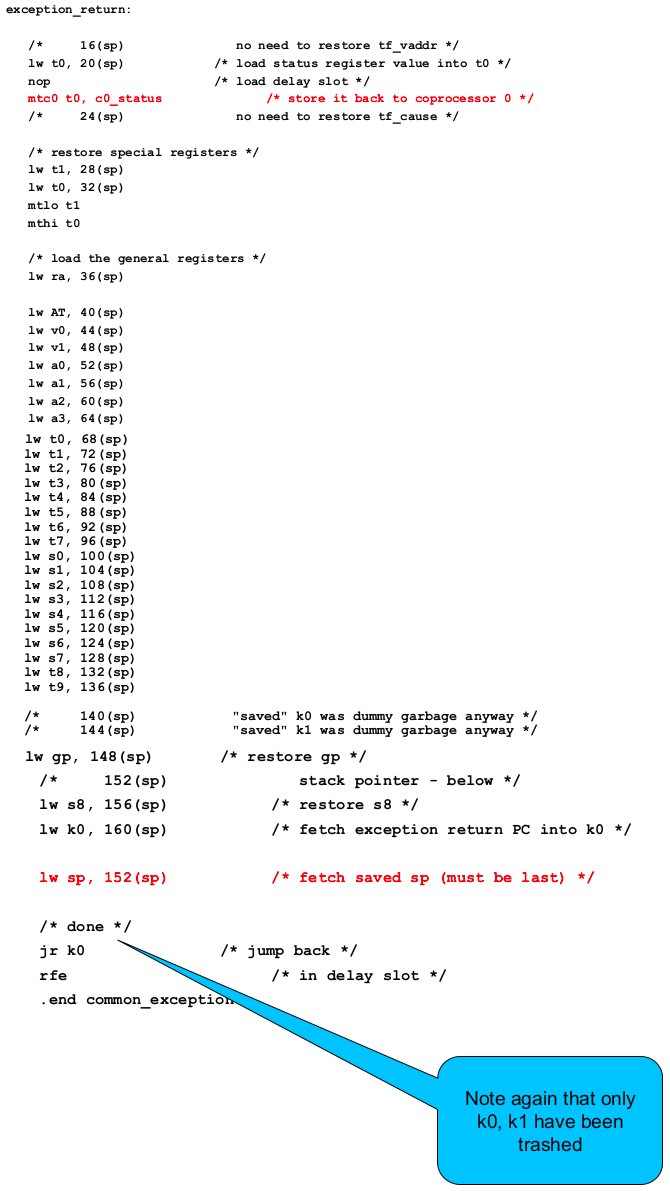 exception_return:
/*     16(sp)               no need to restore tf_vaddr */
lw t0, 20(sp)            /* load status register value into t0 */
nop                      /* load delay slot */
mtc0 t0, c0_status              /* store it back to coprocessor 0 */
/*     24(sp)               no need to restore tf_cause */
/* restore special registers */
lw t1, 28(sp)
lw t0, 32(sp)
mtlo t1
mthi t0
/* load the general registers */
lw ra, 36(sp)
lw AT, 40(sp)
lw v0, 44(sp)
lw v1, 48(sp)
lw a0, 52(sp)
lw a1, 56(sp)
lw a2, 60(sp)
lw a3, 64(sp)
lw t0, 68(sp)
lw t1, 72(sp)
lw t2, 76(sp)
lw t3, 80(sp)
lw t4, 84(sp)
lw t5, 88(sp)
lw t6, 92(sp)
lw t7, 96(sp)
lw s0, 100(sp)
lw s1, 104(sp)
lw s2, 108(sp)
lw s3, 112(sp)
lw s4, 116(sp)
lw s5, 120(sp)
lw s6, 124(sp)
lw s7, 128(sp)
lw t8, 132(sp)
lw t9, 136(sp)
/*     140(sp)              "saved" k0 was dummy garbage anyway */
/*     144(sp)              "saved" k1 was dummy garbage anyway */
lw gp, 148(sp)         /* restore gp */
/*     152(sp)               stack pointer - below */
lw s8, 156(sp)            /* restore s8 */
lw k0, 160(sp)            /* fetch exception return PC into k0 */
lw sp, 152(sp)            /* fetch saved sp (must be last) */
/* done */
jr k0                /* jump back */
rfe                       /* in delay slot */
.end common_exception
Note again that only
k0, k1 have been
trashed